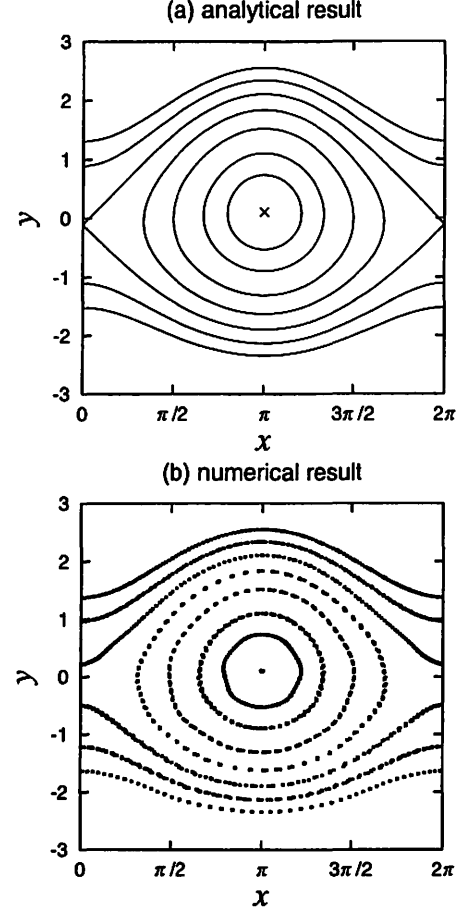 (a) analytical result
3
2
1
0
-1
-2
-3
y
0 π/2 π 3π/2 2π
x
(b) numerical result
3
2
1
0
-1
-2
-3
y
0 π/2 π 3π/2 2π
x